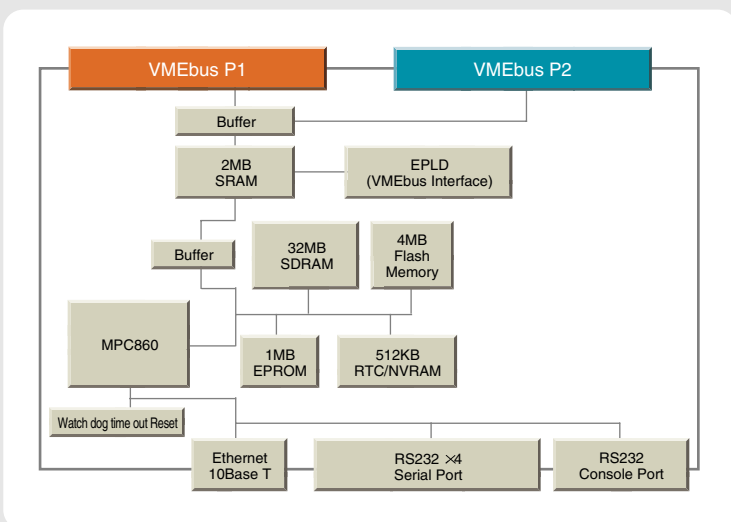 VMEbus P1
VMEbus P2
Buffer
2MB
SRAM
EPLD
(VMEbus Interface)
Buffer
32MB
SDRAM
4MB
Flash
Memory
MPC860
1MB
EPROM
512KB
RTC/NVRAM
Watch dog time out Reset
Ethernet
10Base T
RS232 ×4
Serial Port
RS232
Console Port